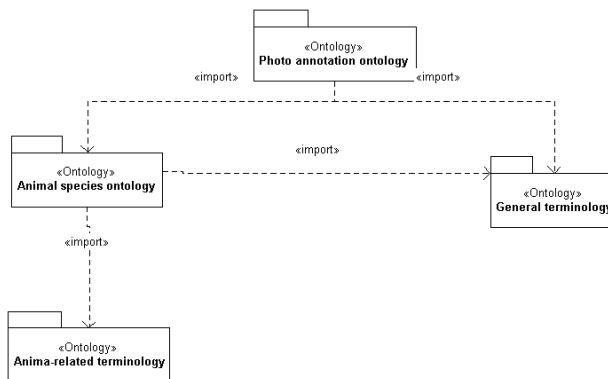 «Ontology»
Photo annotation ontology
«import»
«import»
«import»
«Ontology»
Animal species ontology
«Ontology»
General terminology
«import»
«Ontology»
Anima-related terminology